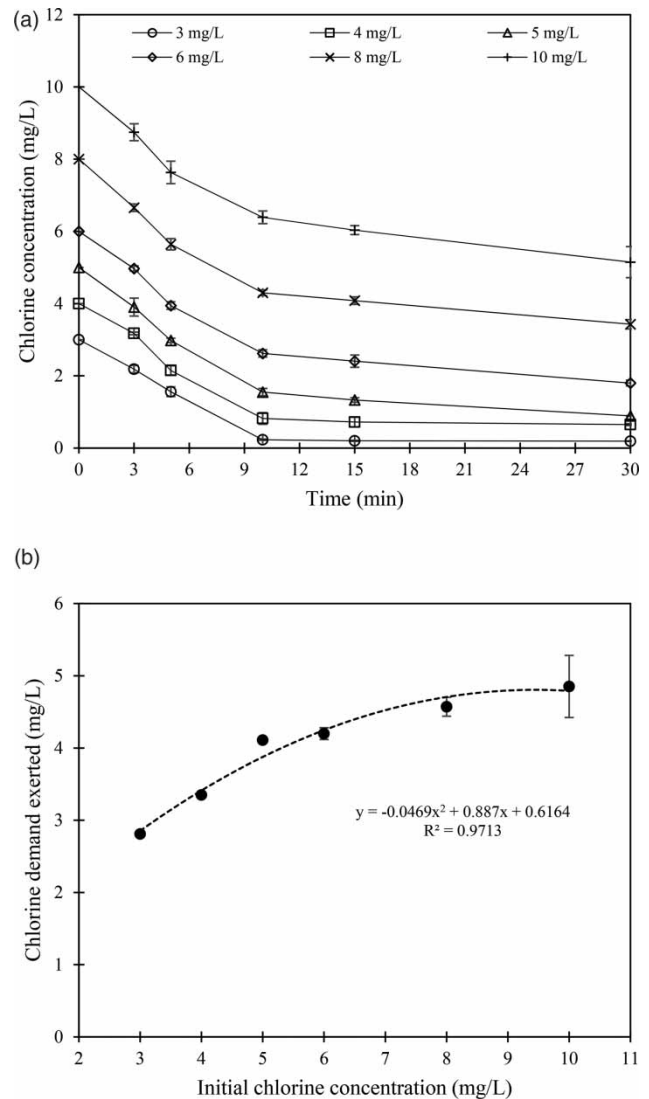 (a)
12
10
8
6
4
2
0
Chlorine concentration (mg/L)
3 mg/L 4 mg/L 5 mg/L
6 mg/L 8 mg/L 10 mg/L
0 3 6 9 12 15 18 21 24 27 30
Time (min)
(b)
6
5
4
3
2
1
0
Chlorine demand exerted (mg/L)
y = -0.0469x² + 0.887x + 0.6164
R² = 0.9713
2 3 4 5 6 7 8 9 10 11
Initial chlorine concentration (mg/L)